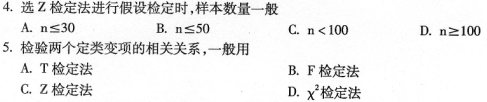 4. 选 Z 检定法进行假设检定时,样本数量一般
A. n≤30 B. n≤50 C. n<100 D. n≥100
5. 检验两个定类变项的相关关系,一般用
A. T 检定法 B. F 检定法
C. Z 检定法 D. χ²检定法